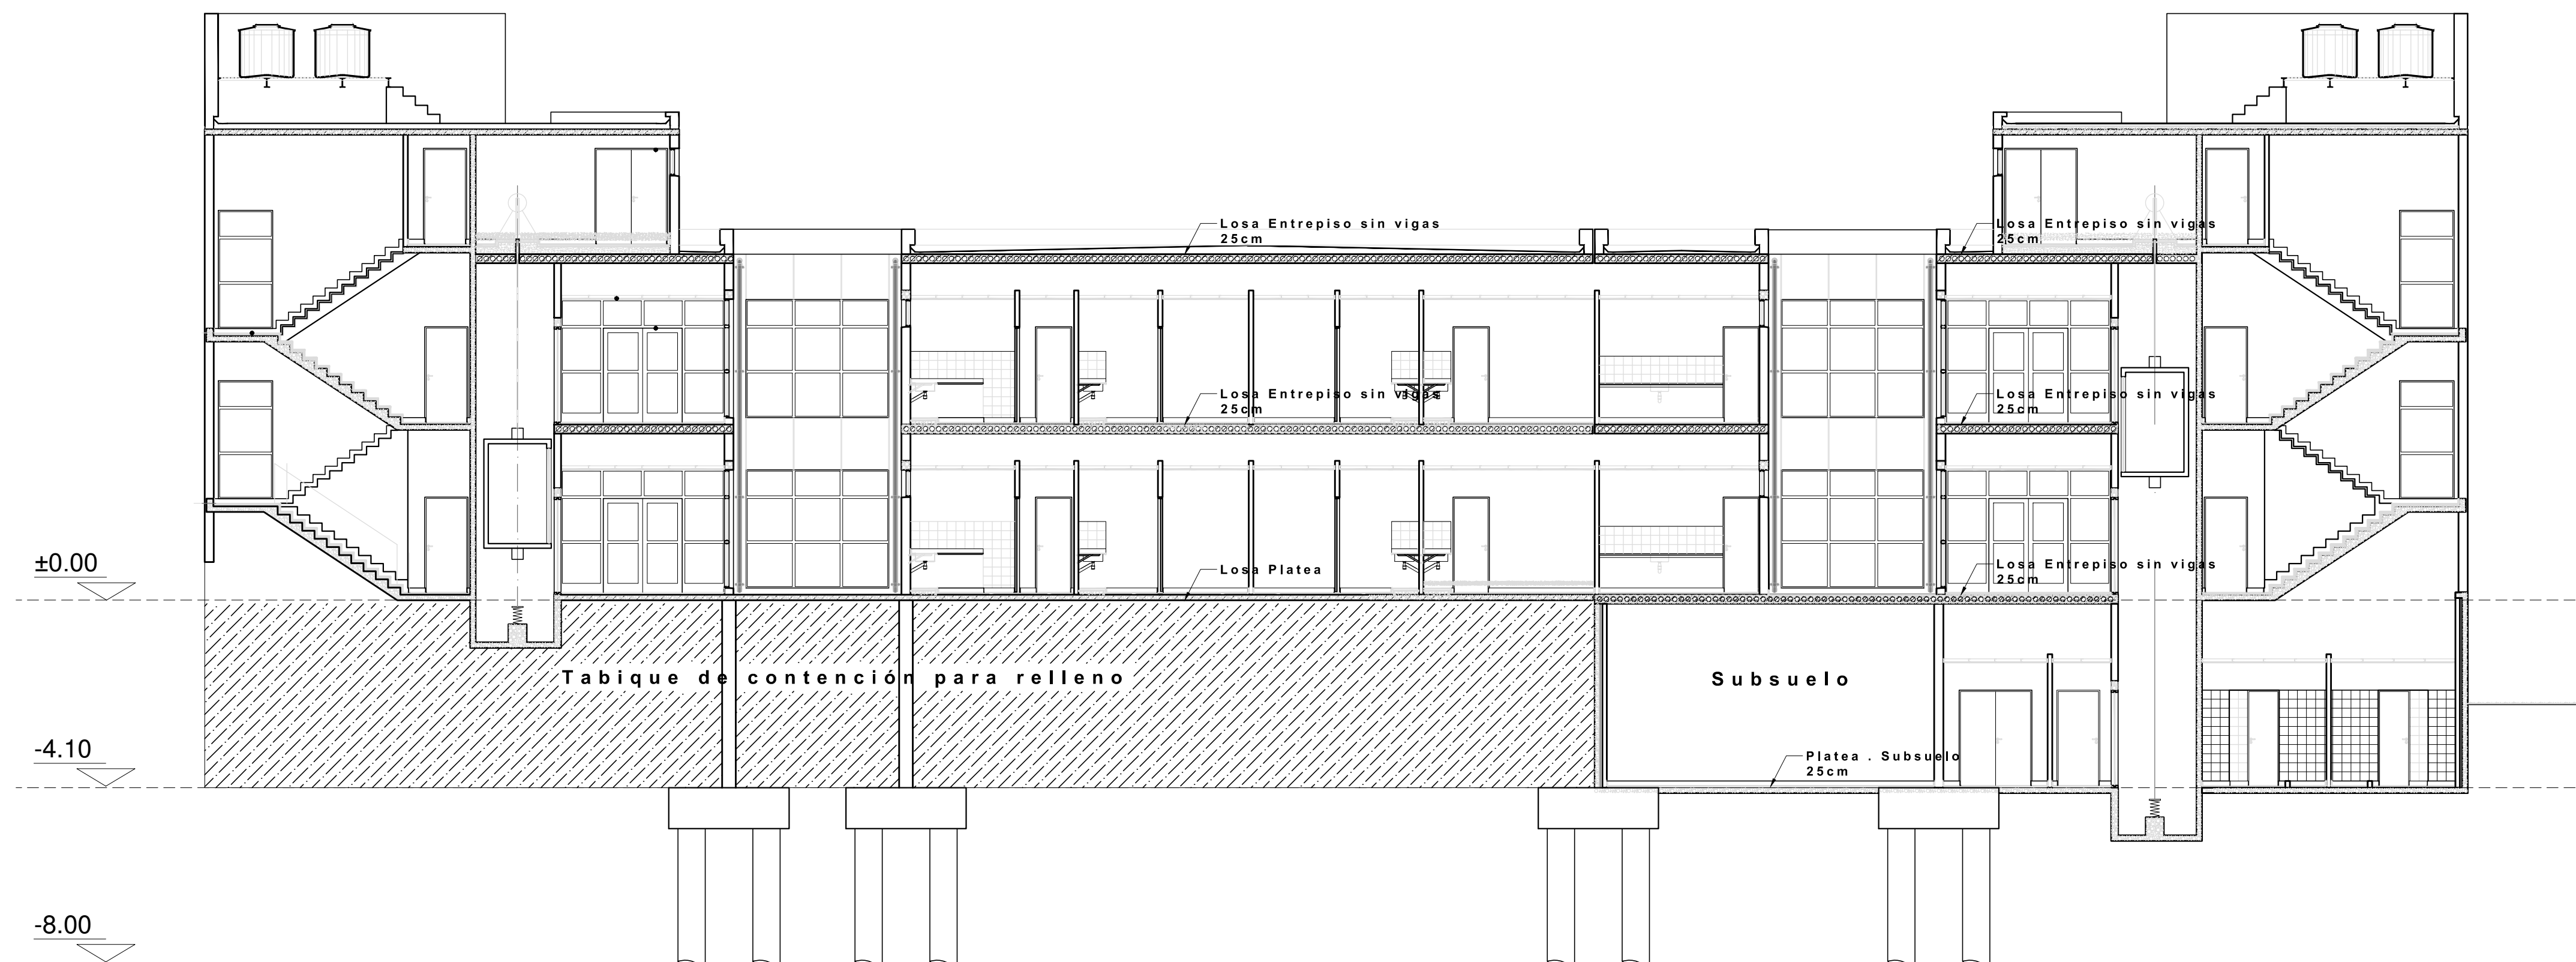 Losa Entrepiso sin vigas
25cm
Losa Entrepiso sin vigas
25cm
Losa Entrepiso sin vigas
25cm
Losa Entrepiso sin vigas
25cm
±0.00
Losa Platea
Losa Entrepiso sin vigas
25cm
Tabique de contención para relleno
Subsuelo
-4.10
Platea . Subsuelo
25cm
-8.00